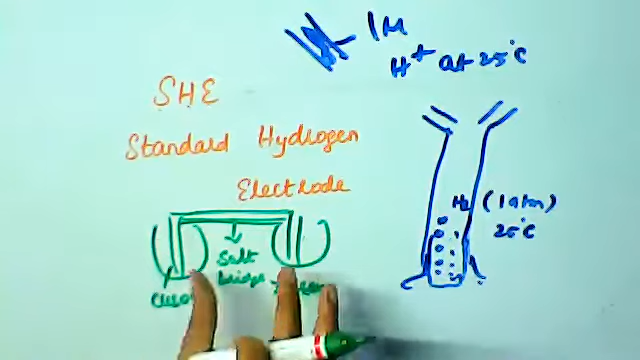 1M
H+ at 25°C
SHE
Standard Hydrogen
Electrode
H2 (1 atm)
25°C
Salt
bridge